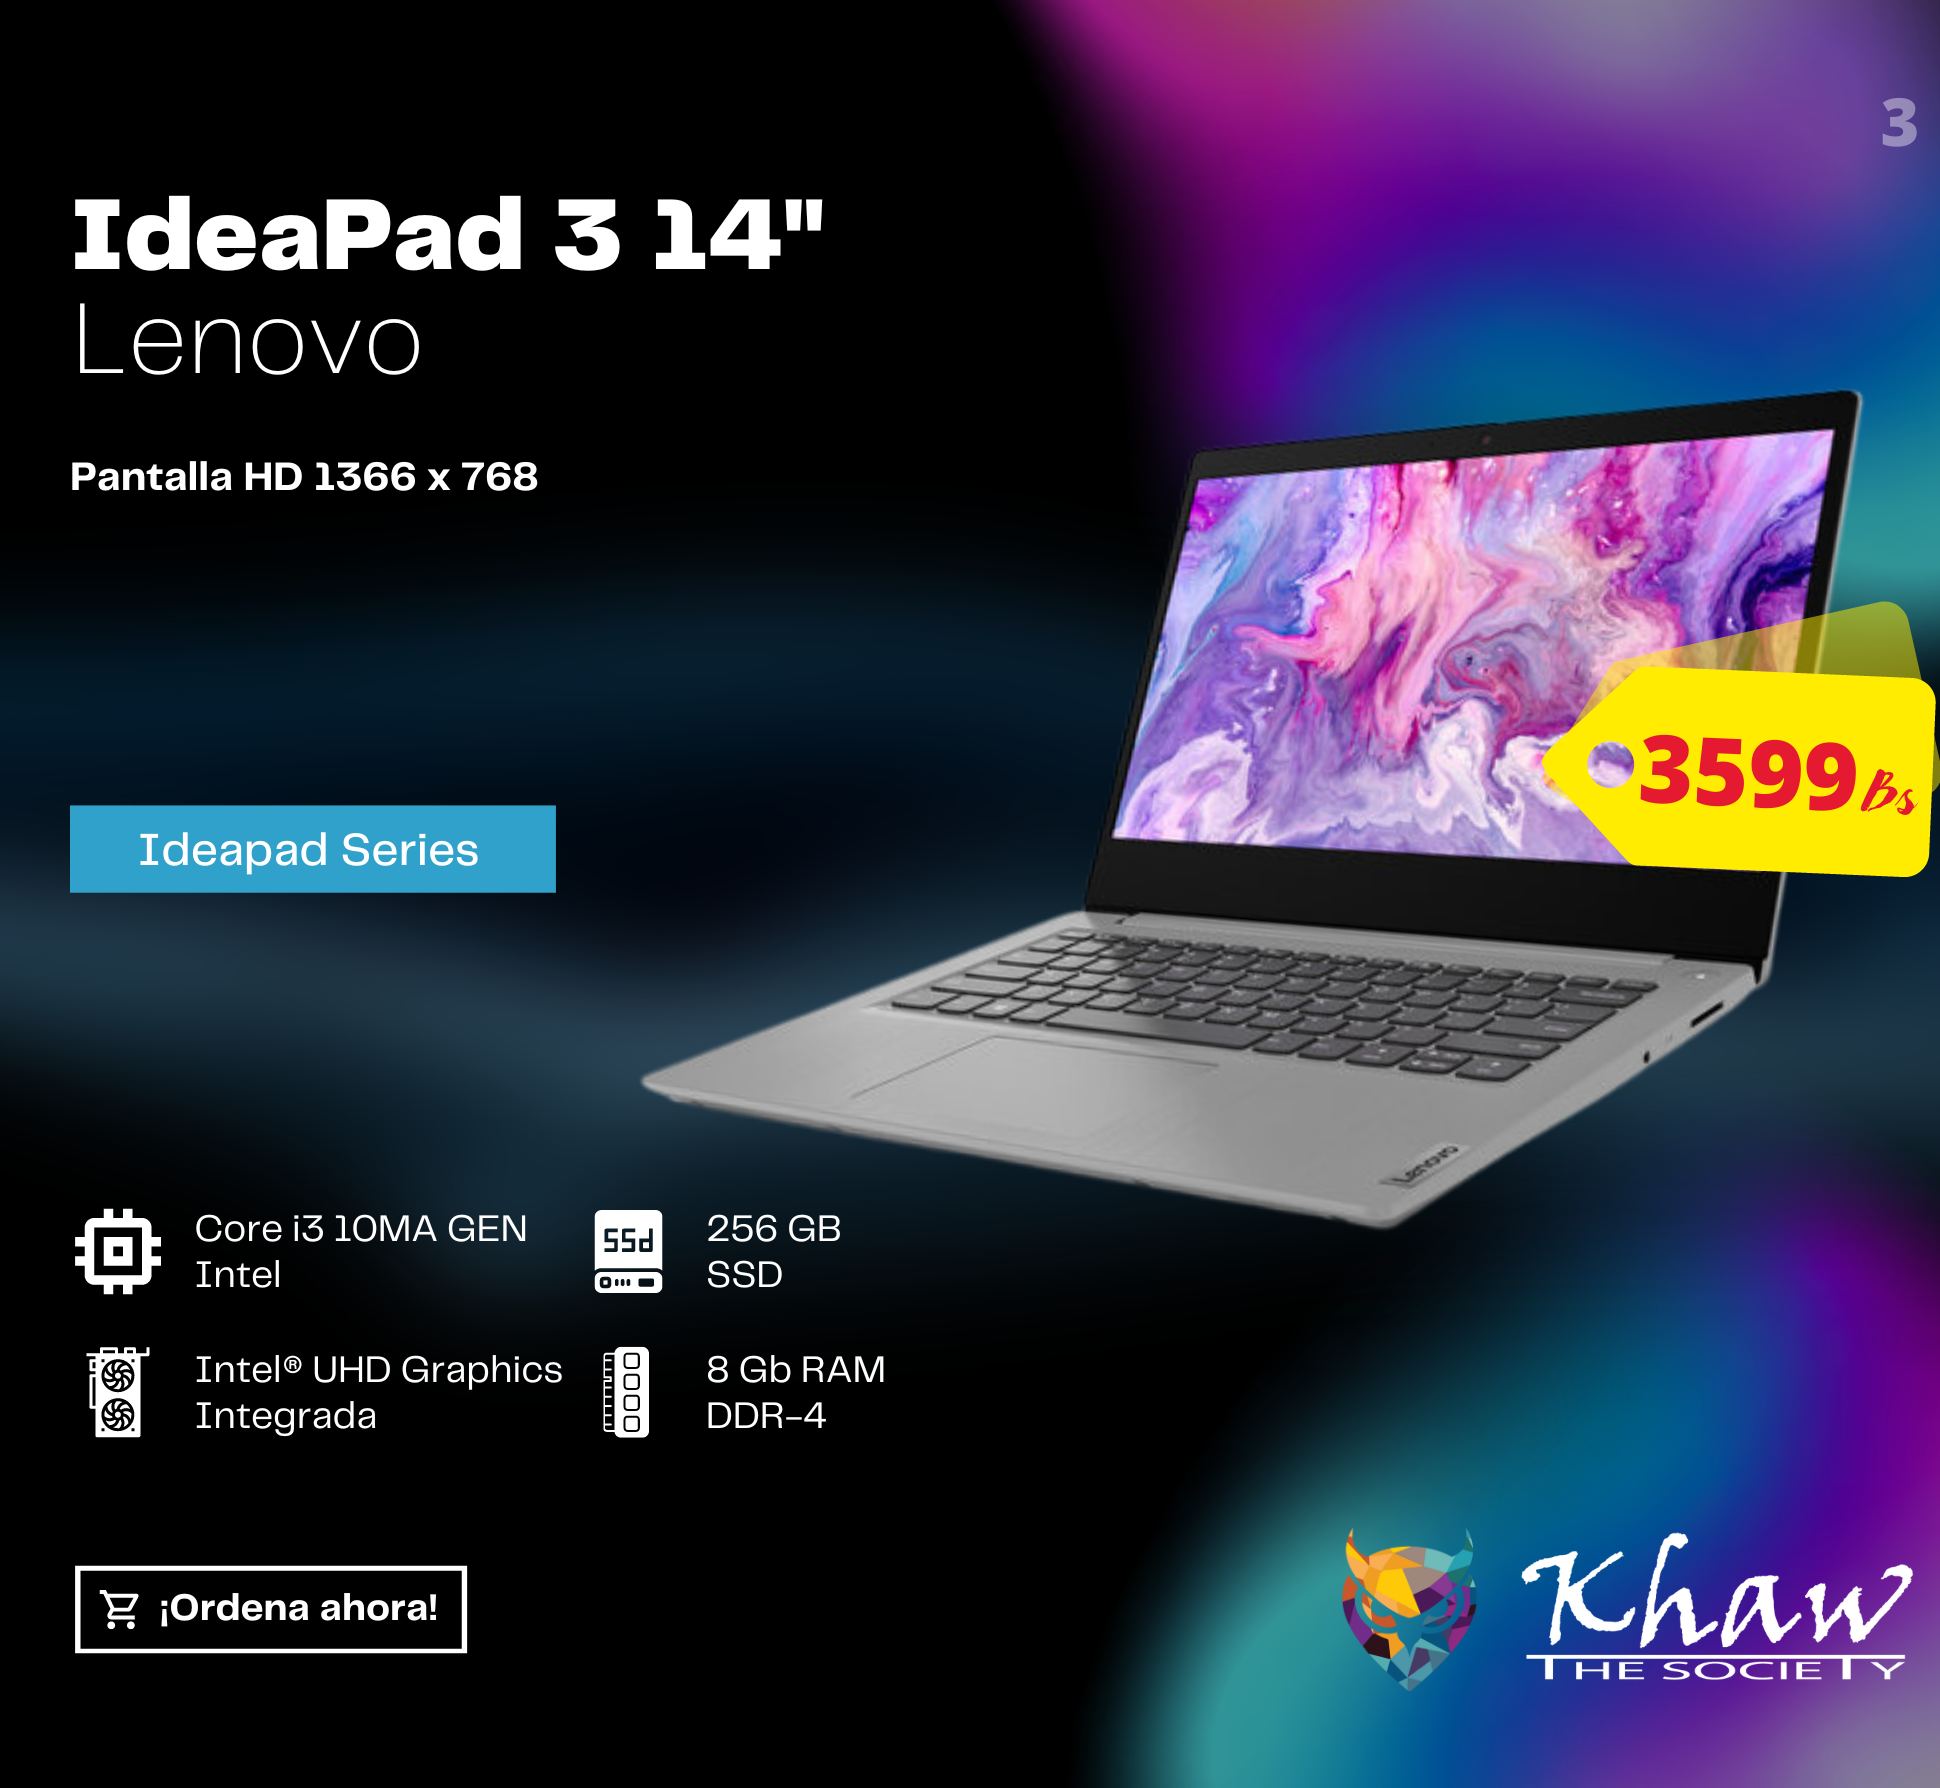 3
IdeaPad 3 14"
Lenovo
Pantalla HD 1366 x 768
3599 Bs
Ideapad Series
Lenovo
Core i3 10MA GEN
Intel
SSd
256 GB
SSD
Intel® UHD Graphics
Integrada
8 Gb RAM
DDR-4
¡Ordena ahora!
Khaw
THE SOCIETY